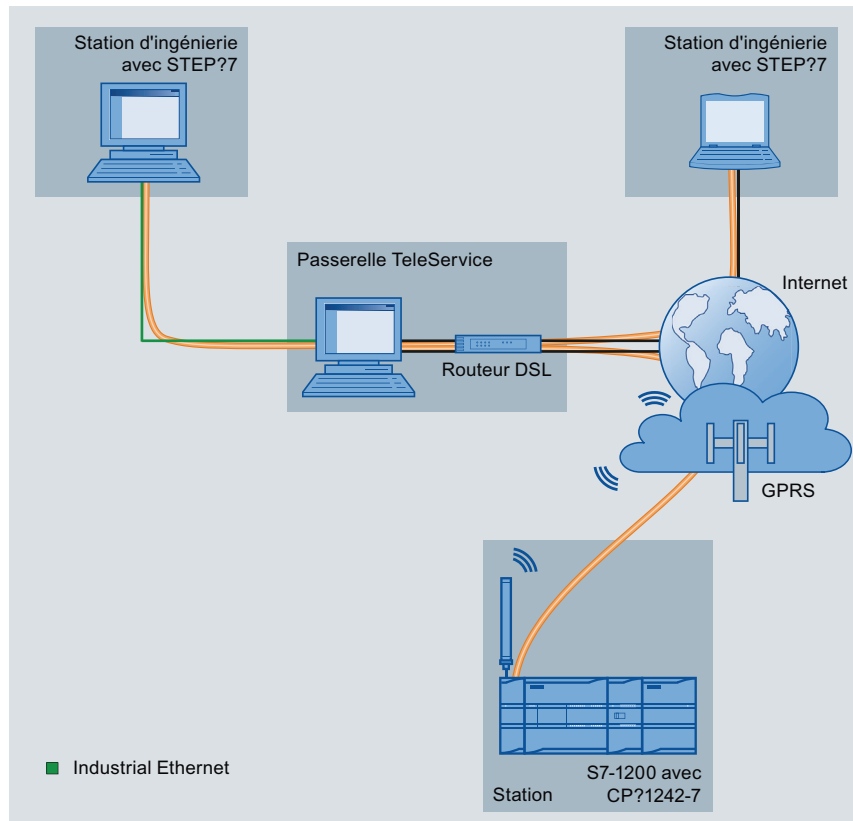 Station d'ingénierie
avec STEP?7
Station d'ingénierie
avec STEP?7
Passerelle TeleService
Internet
Routeur DSL
GPRS
Industrial Ethernet
S7-1200 avec
CP?1242-7
Station